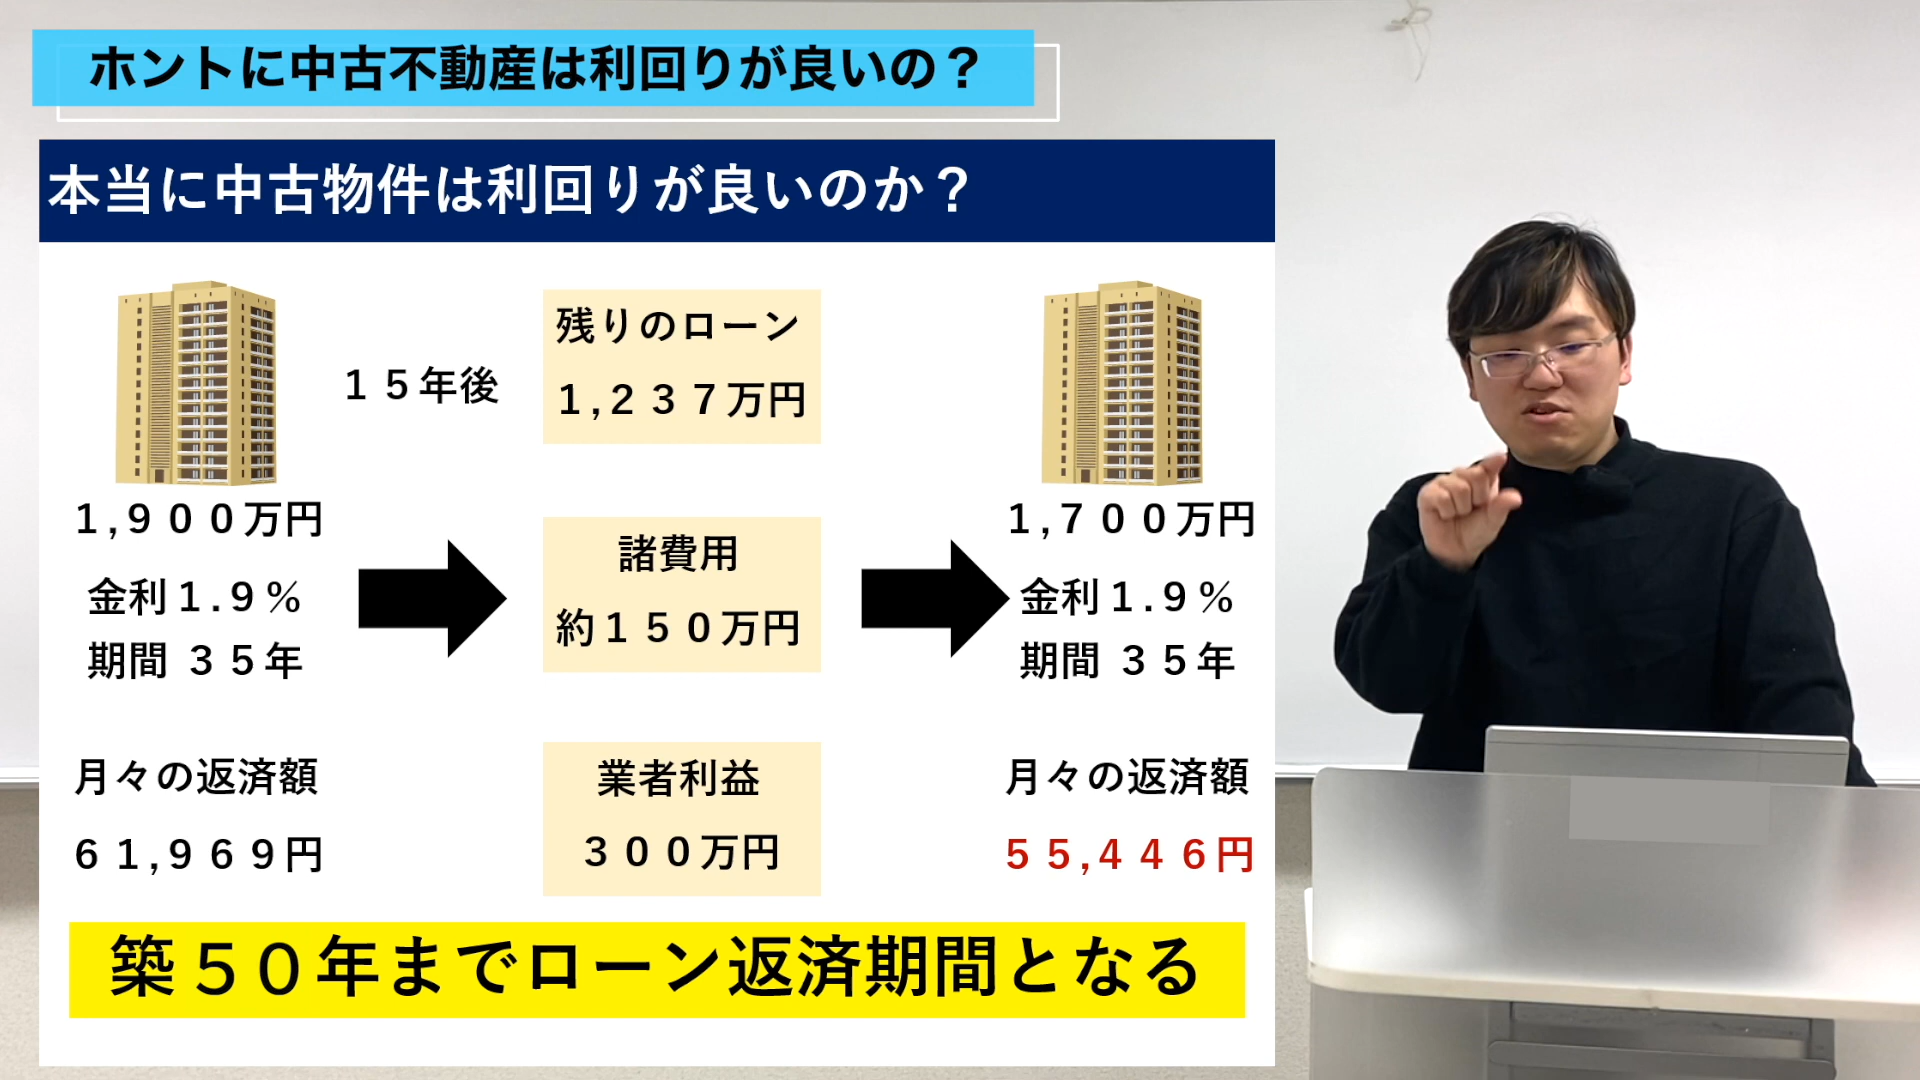 ホントに中古不動産は利回りが良いの？
本当に中古物件は利回りが良いのか？
１５年後
残りのローン
１,２３７万円
１,９００万円
金利１.９％
期間 ３５年
諸費用
約１５０万円
１,７００万円
金利１.９％
期間 ３５年
月々の返済額
６１,９６９円
業者利益
３００万円
月々の返済額
５５,４４６円
築５０年までローン返済期間となる